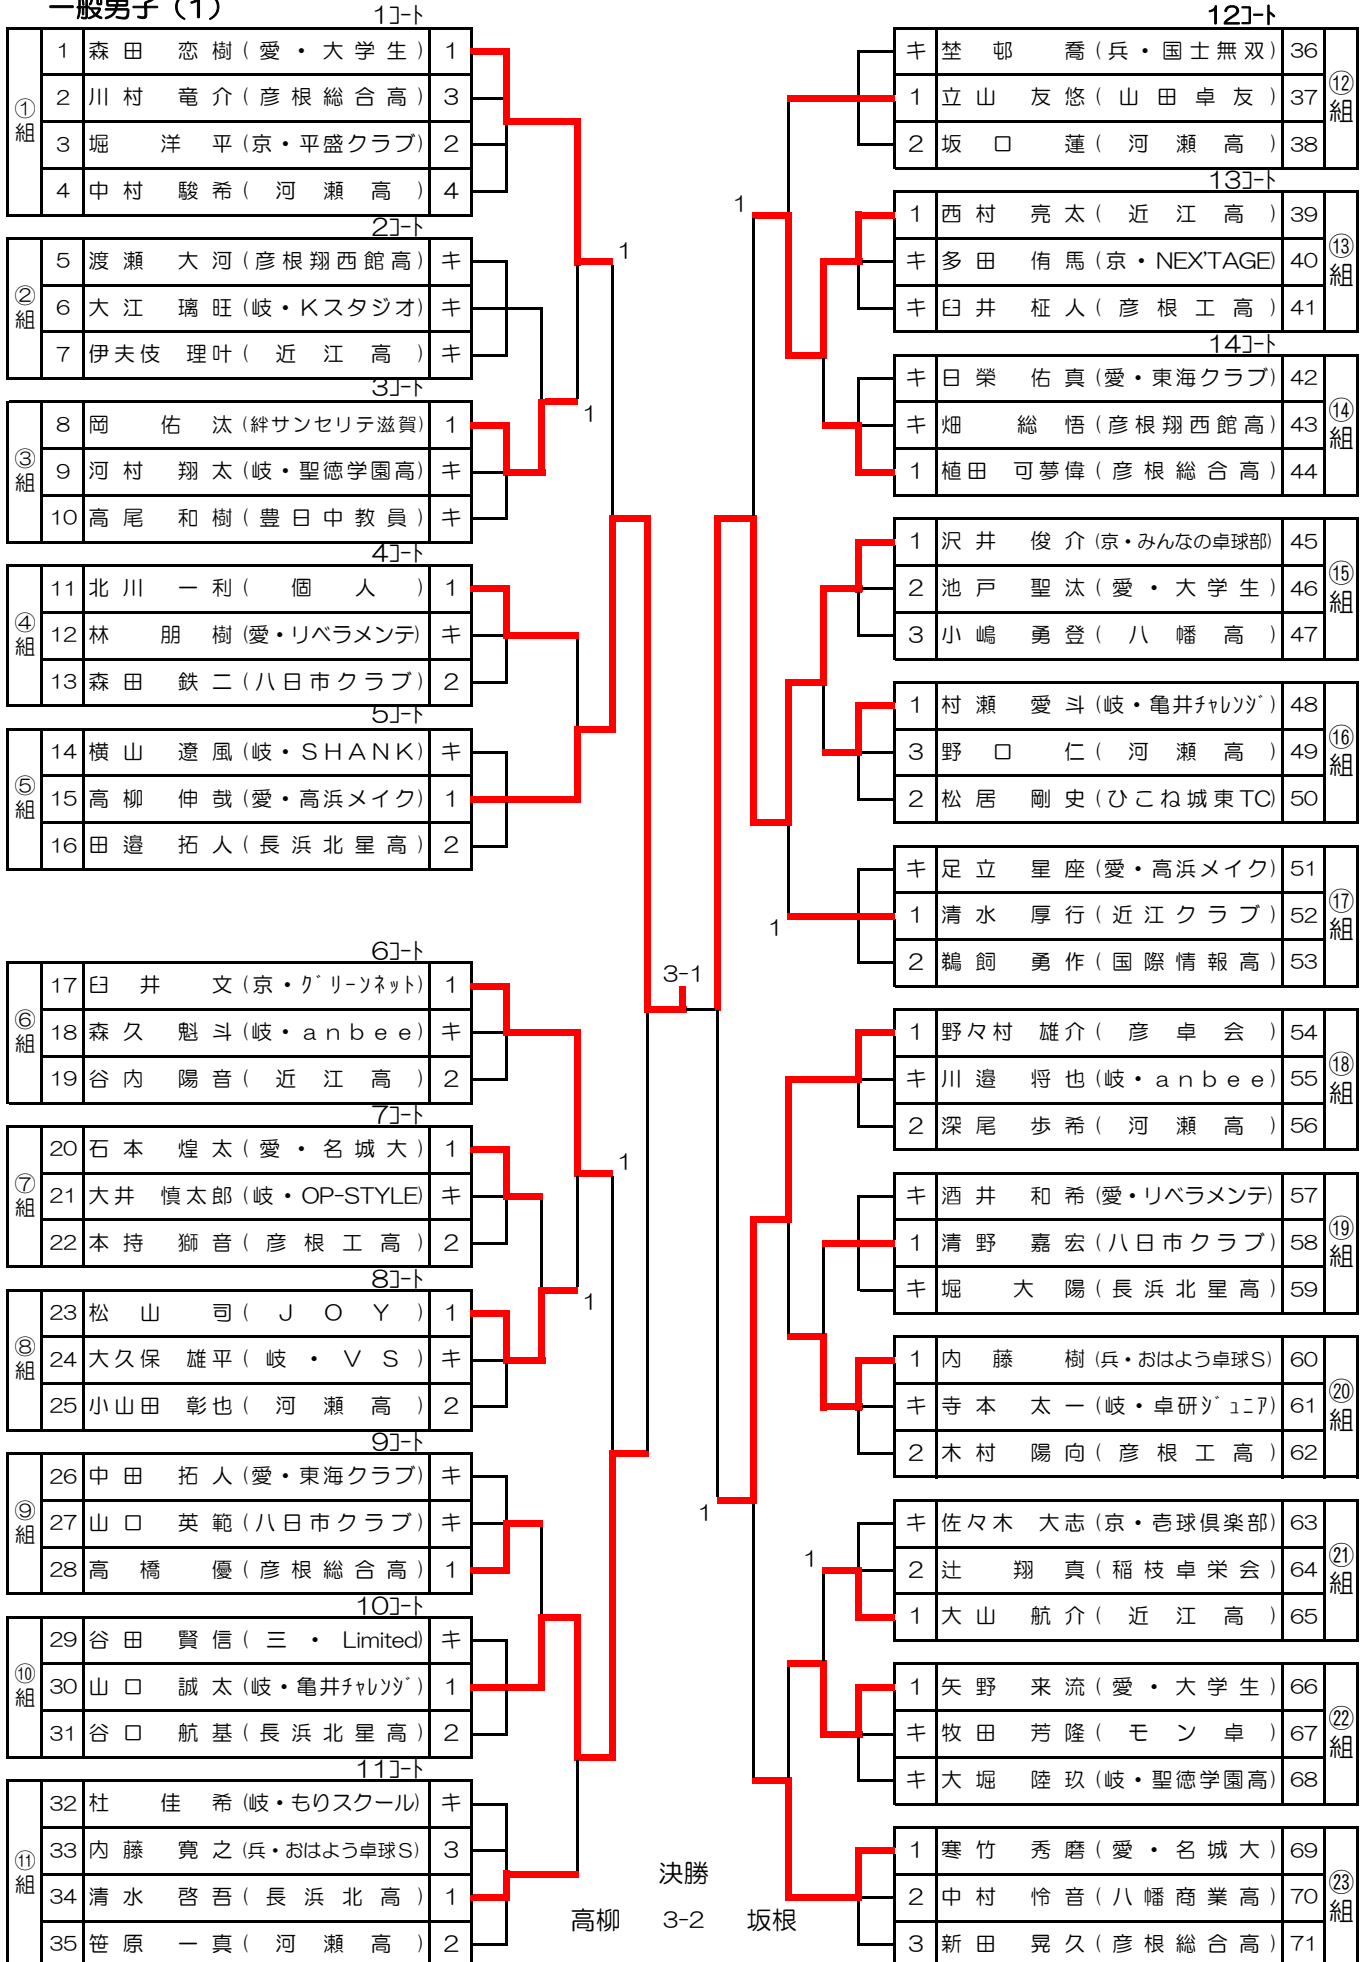 一般男子（1）
1コート
①組
1 森田 恋樹（愛・大学生） 1
2 川村 竜介（彦根総合高） 3
3 堀 洋平（京・平盛クラブ） 2
4 中村 駿希（河瀬高） 4
2コート
②組
5 渡瀬 大河（彦根翔西館高） キ
6 大江 璃旺（岐・Kスタジオ） キ
7 伊夫伎 理叶（近江高） キ
3コート
③組
8 岡 佑汰（絆サンセリテ滋賀） 1
9 河村 翔太（岐・聖徳学園高） キ
10 高尾 和樹（豊日中教員） キ
4コート
④組
11 北川 一利（個人） 1
12 林 朋樹（愛・リベラメンテ） キ
13 森田 鉄二（八日市クラブ） 2
5コート
⑤組
14 横山 遼風（岐・SHANK） キ
15 高柳 伸哉（愛・高浜メイク） 1
16 田邉 拓人（長浜北星高） 2
6コート
⑥組
17 臼井 文（京・グリーンネット） 1
18 森久 魁斗（岐・anbee） キ
19 谷内 陽音（近江高） 2
7コート
⑦組
20 石本 煌太（愛・名城大） 1
21 大井 慎太郎（岐・OP-STYLE） キ
22 本持 獅音（彦根工高） 2
8コート
⑧組
23 松山 司（JOY） 1
24 大久保 雄平（岐・VS） キ
25 小山田 彰也（河瀬高） 2
9コート
⑨組
26 中田 拓人（愛・東海クラブ） キ
27 山口 英範（八日市クラブ） キ
28 高橋 優（彦根総合高） 1
10コート
⑩組
29 谷田 賢信（三・Limited） キ
30 山口 誠太（岐・亀井チャレンジ） 1
31 谷口 航基（長浜北星高） 2
11コート
⑪組
32 杜 佳希（岐・もりスクール） キ
33 内藤 寛之（兵・おはよう卓球S） 3
34 清水 啓吾（長浜北高） 1
35 笹原 一真（河瀬高） 2
1
1
1
1
3-1
1
1
1
1
決勝
高柳 3-2 坂根
12コート
キ 埜邨 喬（兵・国士無双） 36
1 立山 友悠（山田卓友） 37
2 坂口 蓮（河瀬高） 38
⑫組
13コート
1 西村 亮太（近江高） 39
キ 多田 侑馬（京・NEX'TAGE） 40
キ 臼井 柾人（彦根工高） 41
⑬組
14コート
キ 日榮 佑真（愛・東海クラブ） 42
キ 畑 総悟（彦根翔西館高） 43
1 植田 可夢偉（彦根総合高） 44
⑭組
1 沢井 俊介（京・みんなの卓球部） 45
2 池戸 聖汰（愛・大学生） 46
3 小嶋 勇登（八幡高） 47
⑮組
1 村瀬 愛斗（岐・亀井チャレンジ） 48
3 野口 仁（河瀬高） 49
2 松居 剛史（ひこね城東TC） 50
⑯組
キ 足立 星座（愛・高浜メイク） 51
1 清水 厚行（近江クラブ） 52
2 鵜飼 勇作（国際情報高） 53
⑰組
1 野々村 雄介（彦卓会） 54
キ 川邉 将也（岐・anbee） 55
2 深尾 歩希（河瀬高） 56
⑱組
キ 酒井 和希（愛・リベラメンテ） 57
1 清野 嘉宏（八日市クラブ） 58
キ 堀 大陽（長浜北星高） 59
⑲組
1 内藤 樹（兵・おはよう卓球S） 60
キ 寺本 太一（岐・卓研ジュニア） 61
2 木村 陽向（彦根工高） 62
⑳組
キ 佐々木 大志（京・壱球倶楽部） 63
2 辻 翔真（稲枝卓栄会） 64
1 大山 航介（近江高） 65
㉑組
1 矢野 来流（愛・大学生） 66
キ 牧田 芳隆（モン卓） 67
キ 大堀 陸玖（岐・聖徳学園高） 68
㉒組
1 寒竹 秀磨（愛・名城大） 69
2 中村 怜音（八幡商業高） 70
3 新田 晃久（彦根総合高） 71
㉓組